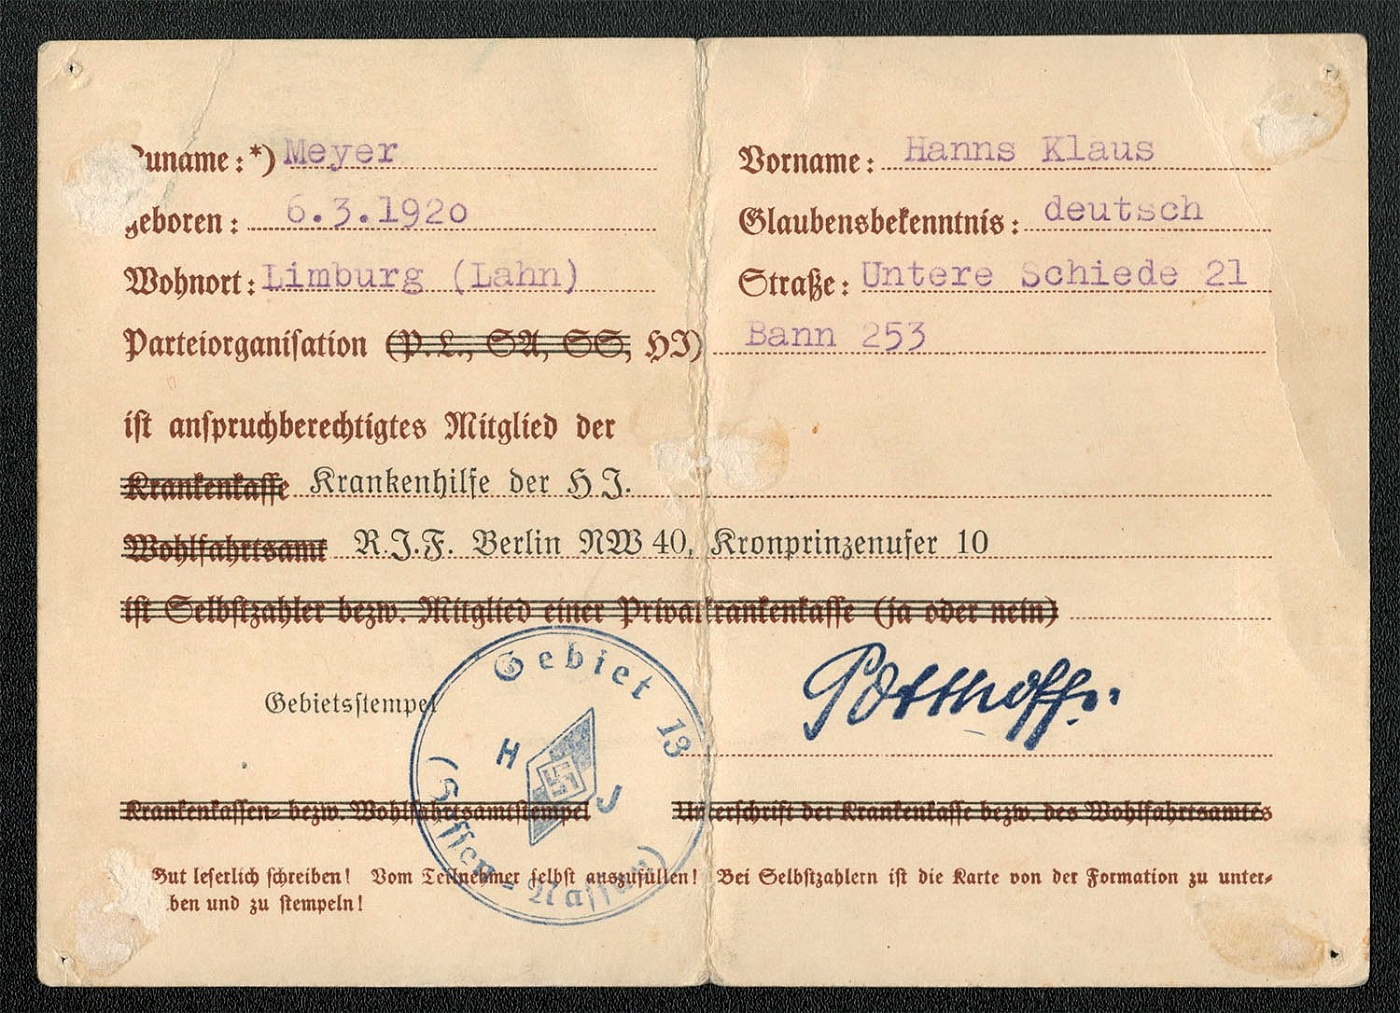 uname:*) Meyer Vorname: Hanns Klaus
geboren: 6.3.1920 Glaubensbekenntnis: deutsch
Wohnort: Limburg (Lahn) Straße: Untere Schiede 21
Parteiorganisation (P. L., SA, SS, HJ) Bann 253
ist anspruchberechtigtes Mitglied der
Krankenkasse Krankenhilfe der H J.
Wohlfahrtsamt R.J.F. Berlin NW 40, Kronprinzenufer 10
ist Selbstzahler bezw. Mitglied einer Privatkrankenkasse (ja oder nein)
Gebiet 13
H J
(Hessen-Nassau)
Gebietsstempel
Potthoff
Krankenkassen- bezw. Wohlfahrtsamtstempel Unterschrift der Krankenkasse bezw. des Wohlfahrtsamtes
Gut leserlich schreiben! Vom Teilnehmer selbst auszufüllen! Bei Selbstzahlern ist die Karte von der Formation zu unter-
ben und zu stempeln!